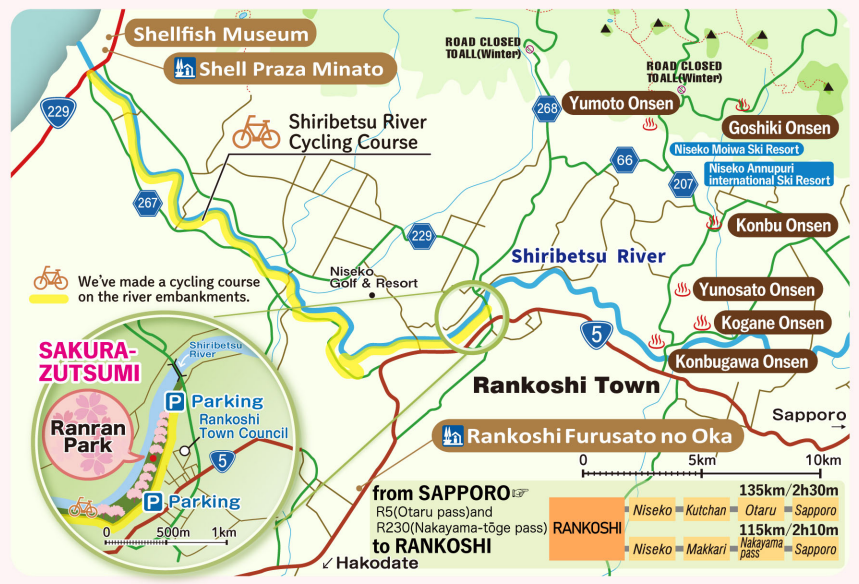 Shellfish Museum
Shell Praza Minato
229
267
Shiribetsu River
Cycling Course
ROAD CLOSED
TO ALL(Winter)
ROAD CLOSED
TO ALL(Winter)
268
Yumoto Onsen
Goshiki Onsen
Niseko Moiwa Ski Resort
66
207
Niseko Annupuri
international Ski Resort
Konbu Onsen
229
Shiribetsu River
Niseko
Golf & Resort
We've made a cycling course
on the river embankments.
Yunosato Onsen
Kogane Onsen
5
Konbugawa Onsen
Rankoshi Town
Sapporo
→
SAKURA-
ZUTSUMI
Shiribetsu
River
P Parking
Ranran
Park
Rankoshi
Town Council
5
P Parking
0 500m 1km
Rankoshi Furusato no Oka
0 5km 10km
from SAPPORO☞
R5(Otaru pass)and
R230(Nakayama-tōge pass)
to RANKOSHI
RANKOSHI
135km/2h30m
Niseko Kutchan Otaru Sapporo
115km/2h10m
Niseko Makkari Nakayama pass Sapporo
↙Hakodate